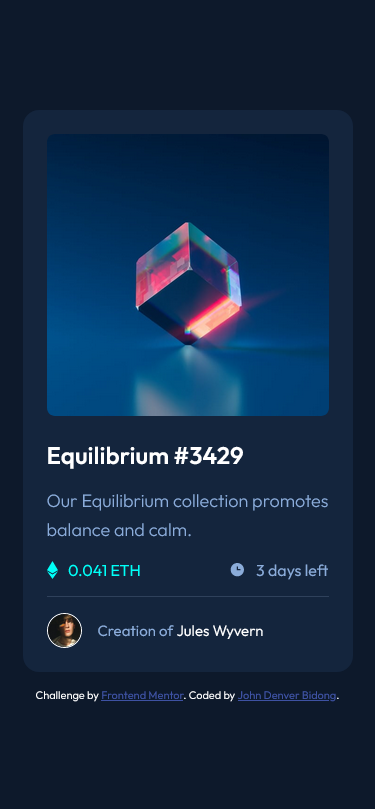 Equilibrium #3429
Our Equilibrium collection promotes
balance and calm.
0.041 ETH
3 days left
Creation of Jules Wyvern
Challenge by Frontend Mentor. Coded by John Denver Bidong.